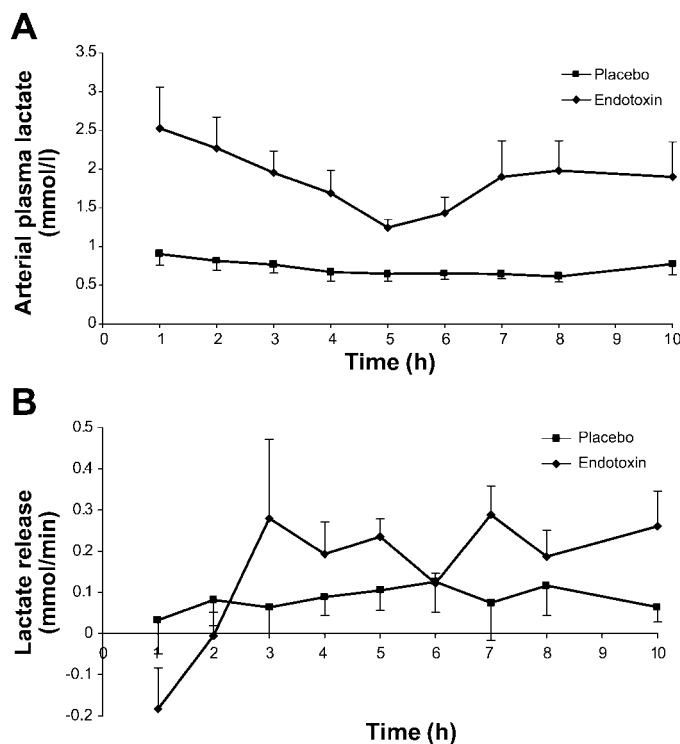 A
Arterial plasma lactate
(mmol/l)
3.5
3
2.5
2
1.5
1
0.5
0
Placebo
Endotoxin
0 1 2 3 4 5 6 7 8 9 10
Time (h)
B
Lactate release
(mmol/min)
0.5
0.4
0.3
0.2
0.1
0
-0.1
-0.2
Placebo
Endotoxin
0 1 2 3 4 5 6 7 8 9 10
Time (h)